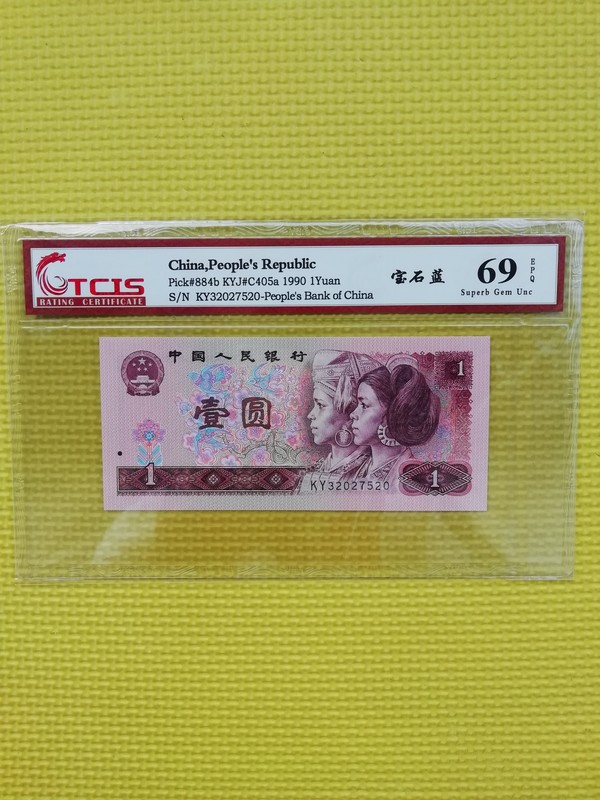 TCIS
RATING CERTIFICATE
China,People's Republic
Pick#884b KYJ#C405a 1990 1Yuan
S/N KY32027520-People's Bank of China
宝石蓝
69
EPQ
Superb Gem Unc
中国人民银行
1
壹圆
1
KY32027520
1